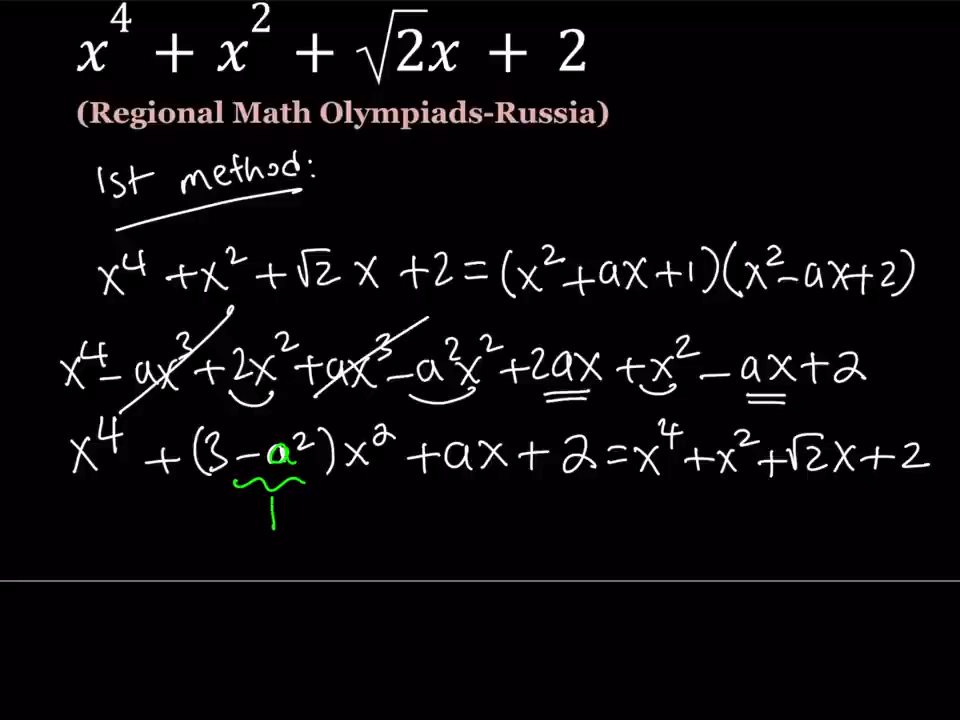 x⁴ + x² + √2x + 2
(Regional Math Olympiads-Russia)
1st method:
x⁴ + x² + √2 x + 2 = (x² + ax + 1)(x² - ax + 2)
x⁴ - ax³ + 2x² + ax³ - a²x² + 2ax + x² - ax + 2
x⁴ + (3 - a²)x² + ax + 2 = x⁴ + x² + √2x + 2
1